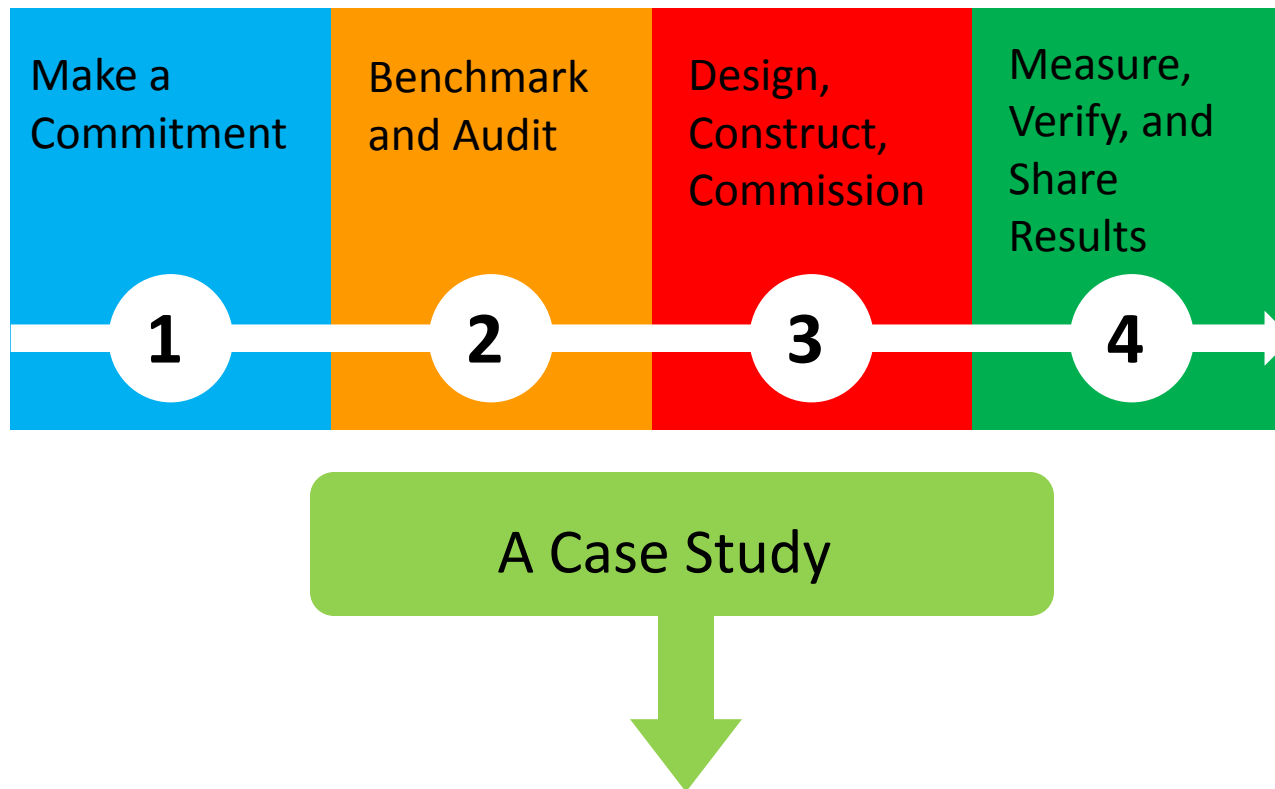 Make a
Commitment
Benchmark
and Audit
Design,
Construct,
Commission
Measure,
Verify, and
Share
Results
1
2
3
4
A Case Study